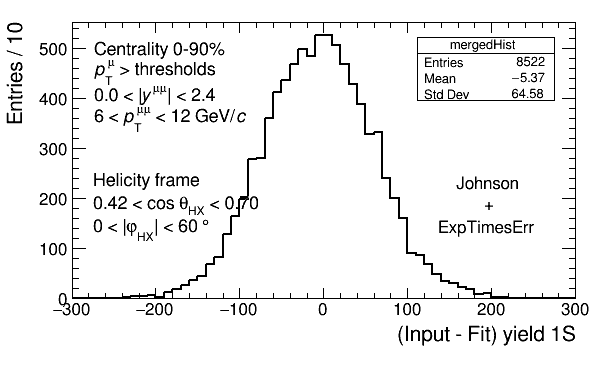 Entries / 10
500
400
300
200
100
0
Centrality 0-90%
p_T^μ > thresholds
0.0 < |y^μμ| < 2.4
6 < p_T^μμ < 12 GeV/c
Helicity frame
0.42 < cos θ_HX < 0.70
0 < |φ_HX| < 60 °
mergedHist
Entries 8522
Mean −5.37
Std Dev 64.58
Johnson
+
ExpTimesErr
−300 −200 −100 0 100 200 300
(Input - Fit) yield 1S